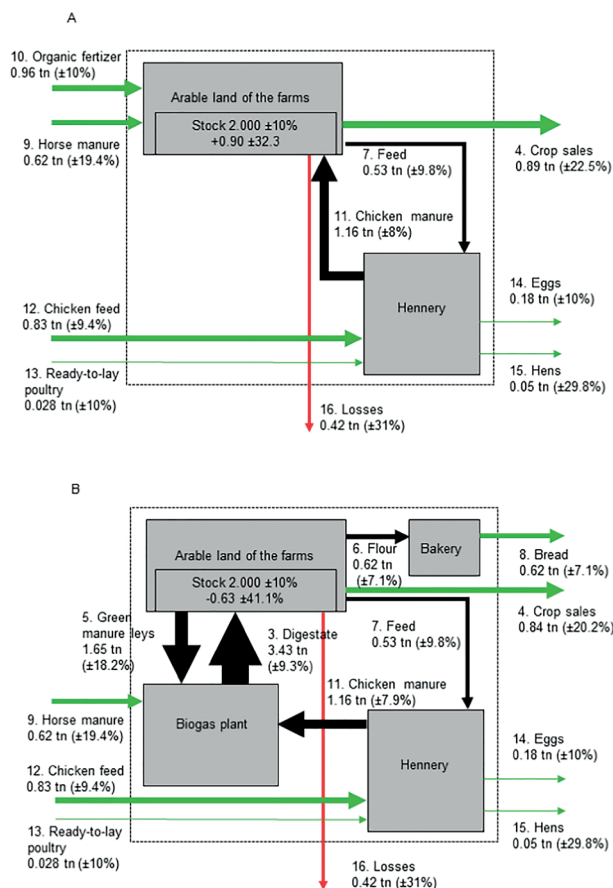 A
10. Organic fertizer
0.96 tn (±10%)
Arable land of the farms
Stock 2.000 ±10%
+0.90 ±32.3
9. Horse manure
0.62 tn (±19.4%)
7. Feed
0.53 tn (±9.8%)
4. Crop sales
0.89 tn (±22.5%)
11. Chicken manure
1.16 tn (±8%)
Hennery
14. Eggs
0.18 tn (±10%)
12. Chicken feed
0.83 tn (±9.4%)
13. Ready-to-lay
poultry
0.028 tn (±10%)
15. Hens
0.05 tn (±29.8%)
16. Losses
0.42 tn (±31%)
B
Arable land of the farms
Stock 2.000 ±10%
-0.63 ±41.1%
6. Flour
0.62 tn
(±7.1%)
Bakery
8. Bread
0.62 tn (±7.1%)
4. Crop sales
0.84 tn (±20.2%)
5. Green
manure leys
1.65 tn
(±18.2%)
3. Digestate
3.43 tn
(±9.3%)
7. Feed
0.53 tn (±9.8%)
11. Chicken manure
1.16 tn (±7.9%)
9. Horse manure
0.62 tn (±19.4%)
Biogas plant
Hennery
14. Eggs
0.18 tn (±10%)
12. Chicken feed
0.83 tn (±9.4%)
13. Ready-to-lay
poultry
0.028 tn (±10%)
15. Hens
0.05 tn (±29.8%)
16. Losses
0.42 tn (±31%)